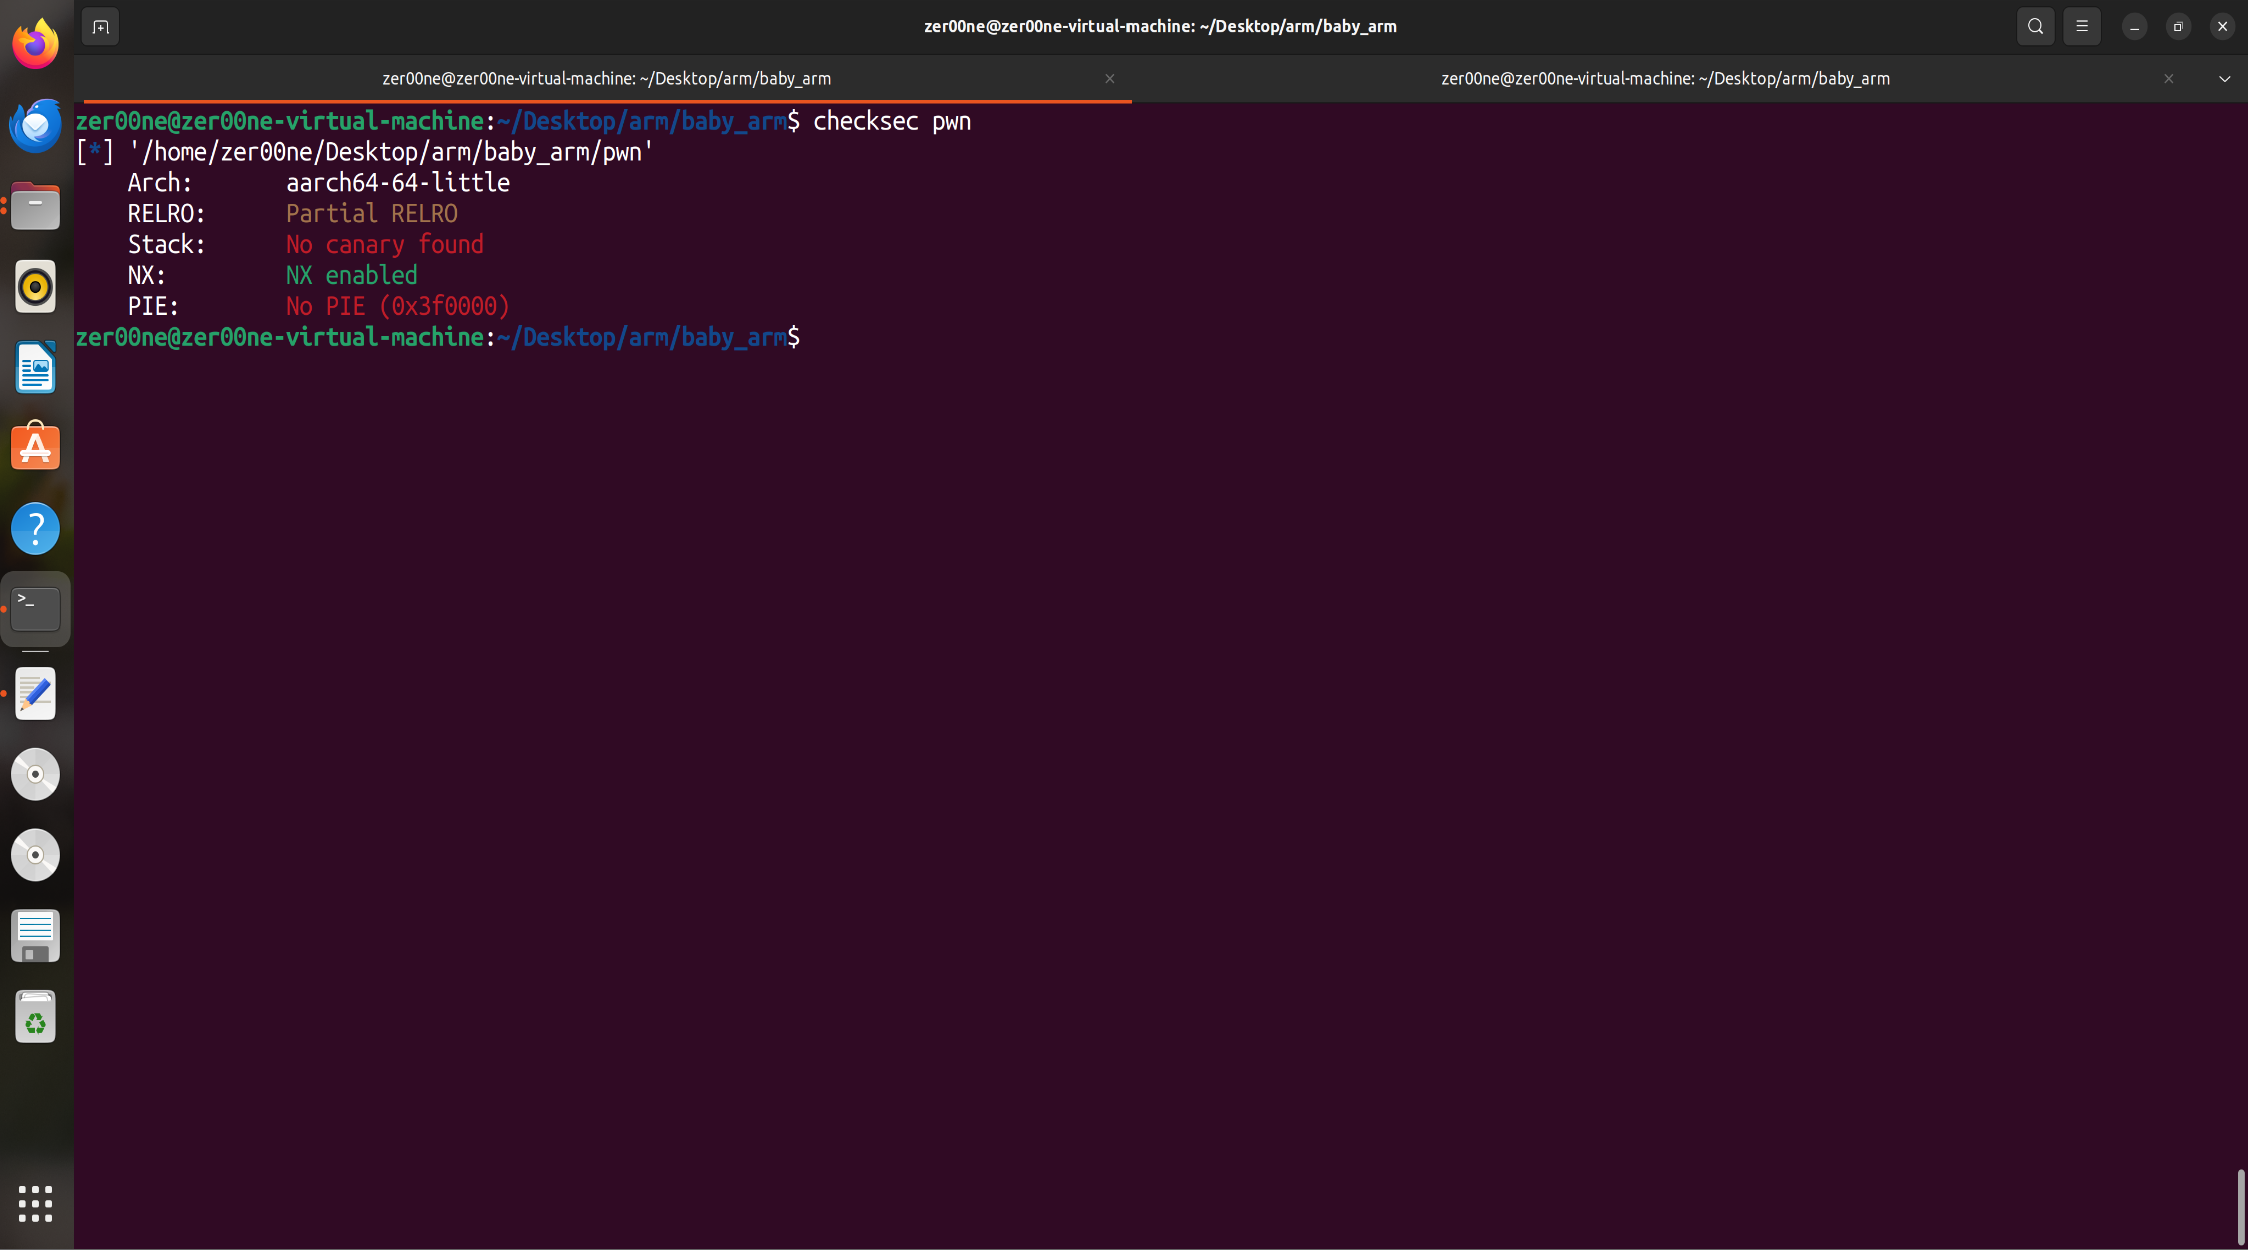 zer00ne@zer00ne-virtual-machine: ~/Desktop/arm/baby_arm
zer00ne@zer00ne-virtual-machine: ~/Desktop/arm/baby_arm
zer00ne@zer00ne-virtual-machine: ~/Desktop/arm/baby_arm
zer00ne@zer00ne-virtual-machine:~/Desktop/arm/baby_arm$ checksec pwn
[*] '/home/zer00ne/Desktop/arm/baby_arm/pwn'
Arch: aarch64-64-little
RELRO: Partial RELRO
Stack: No canary found
NX: NX enabled
PIE: No PIE (0x3f0000)
zer00ne@zer00ne-virtual-machine:~/Desktop/arm/baby_arm$